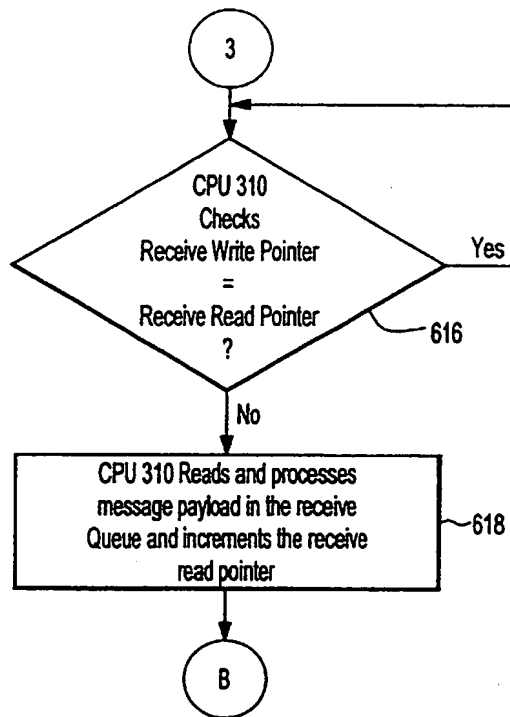 3
CPU 310
Checks
Receive Write Pointer
=
Receive Read Pointer
?
Yes
616
No
CPU 310 Reads and processes
message payload in the receive
Queue and increments the receive
read pointer
618
B